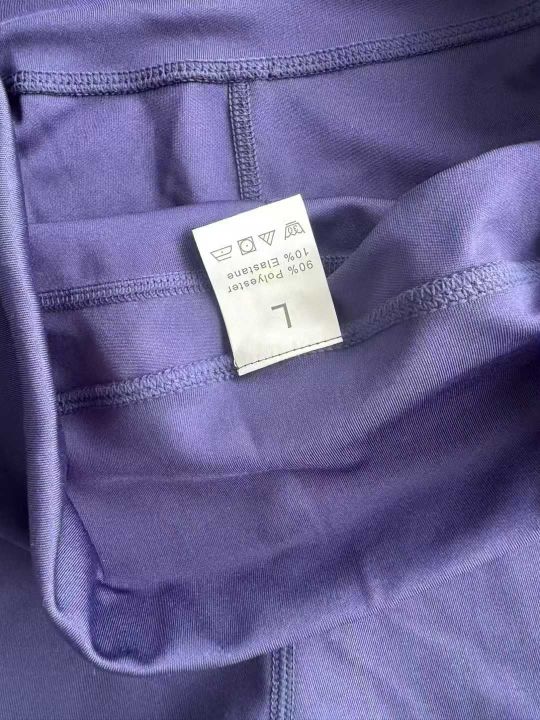 L
90% Polyester
10% Elastane